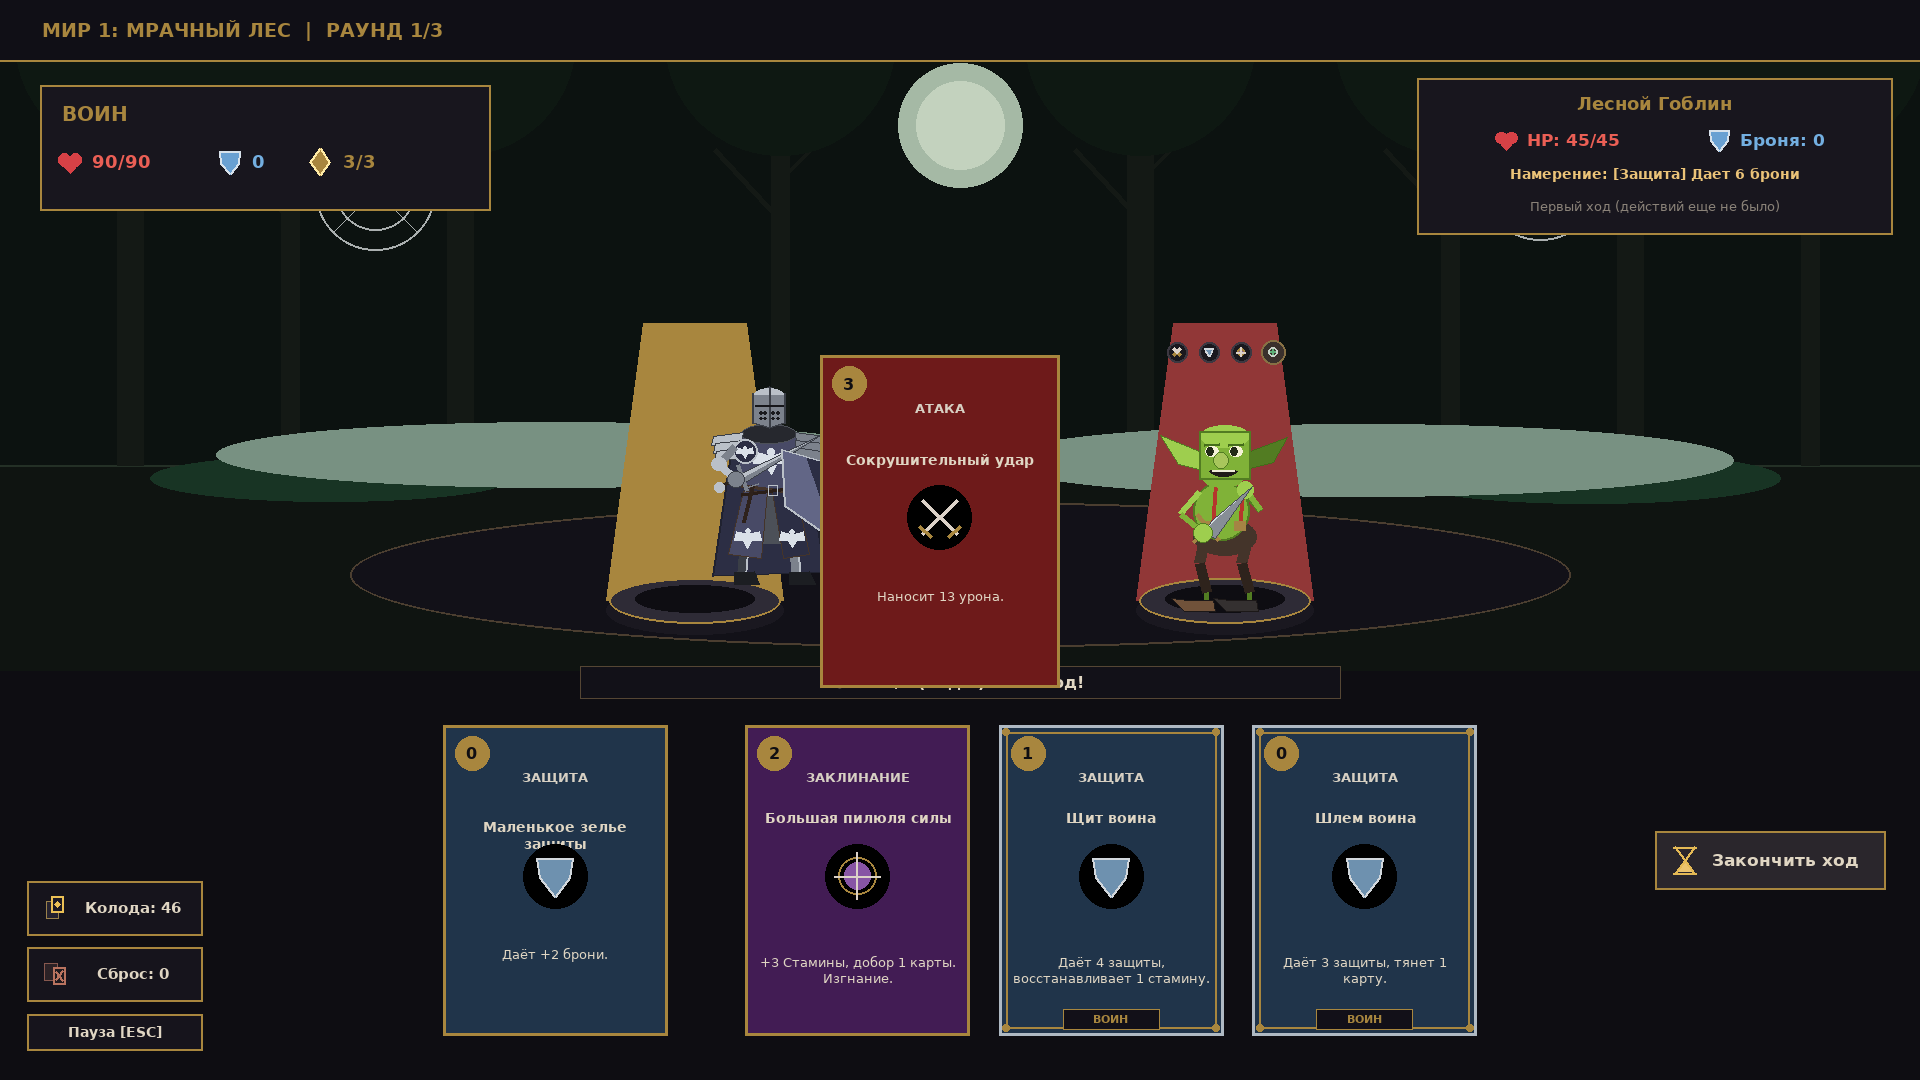 МИР 1: МРАЧНЫЙ ЛЕС | РАУНД 1/3
ВОИН
90/90
0
3/3
Лесной Гоблин
HP: 45/45
Броня: 0
Намерение: [Защита] Дает 6 брони
Первый ход (действий еще не было)
3
АТАКА
Сокрушительный удар
Наносит 13 урона.
0
ЗАЩИТА
Маленькое зелье
защиты
Даёт +2 брони.
2
ЗАКЛИНАНИЕ
Большая пилюля силы
+3 Стамины, добор 1 карты.
Изгнание.
1
ЗАЩИТА
Щит воина
Даёт 4 защиты,
восстанавливает 1 стамину.
ВОИН
0
ЗАЩИТА
Шлем воина
Даёт 3 защиты, тянет 1
карту.
ВОИН
Закончить ход
Колода: 46
Сброс: 0
Пауза [ESC]